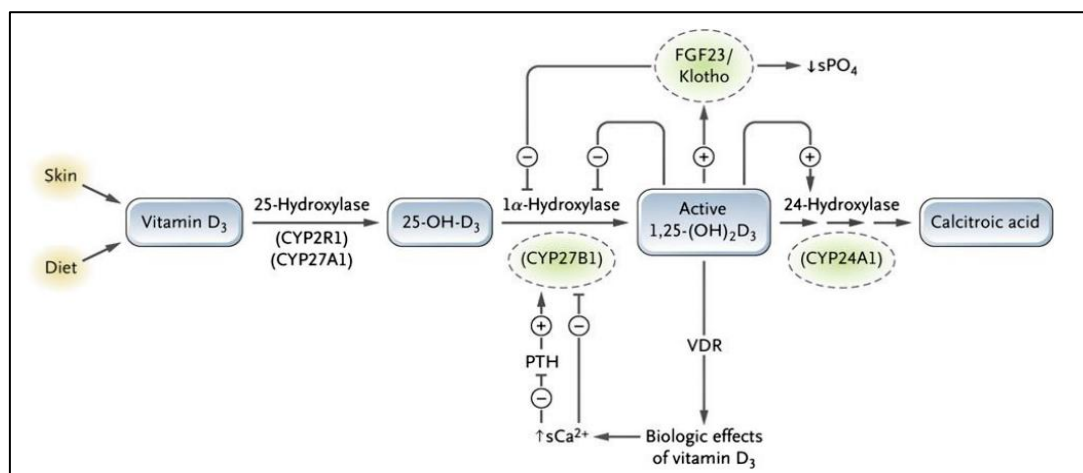 FGF23/
Klotho
↓sPO₄
−
−
+
+
Skin
Diet
Vitamin D₃
25-Hydroxylase
(CYP2R1)
(CYP27A1)
25-OH-D₃
1α-Hydroxylase
(CYP27B1)
Active
1,25-(OH)₂D₃
24-Hydroxylase
(CYP24A1)
Calcitroic acid
+
−
PTH
−
↑sCa²⁺
VDR
Biologic effects
of vitamin D₃